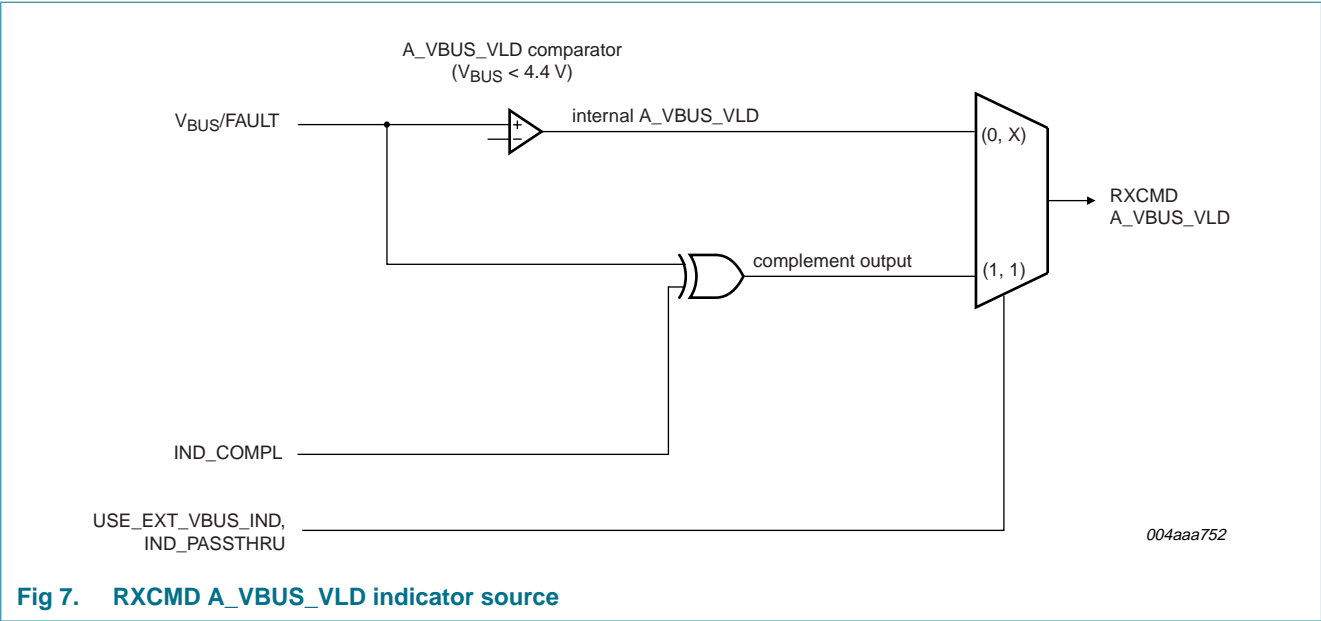 A_VBUS_VLD comparator
(VBUS < 4.4 V)
VBUS/FAULT
internal A_VBUS_VLD
+
−
(0, X)
RXCMD
A_VBUS_VLD
complement output
(1, 1)
IND_COMPL
USE_EXT_VBUS_IND,
IND_PASSTHRU
004aaa752
Fig 7. RXCMD A_VBUS_VLD indicator source